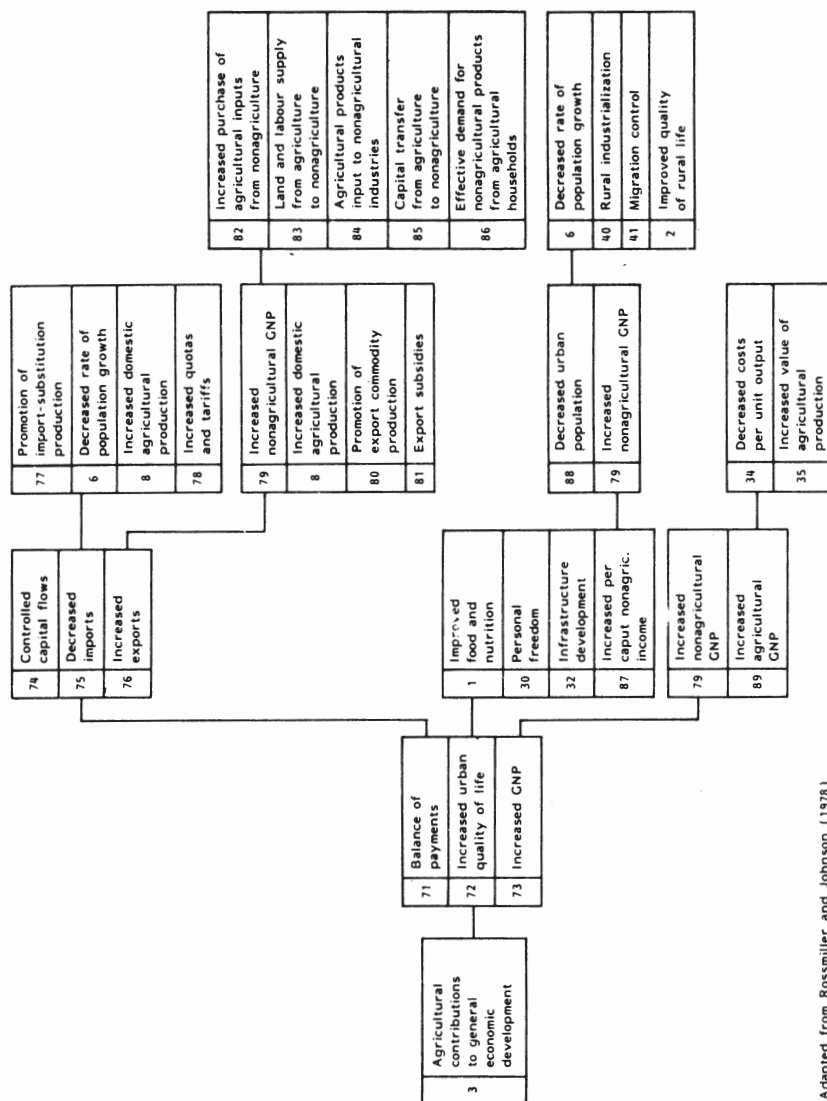 3
Agricultural
contributions
to general
economic
development
71
Balance of
payments
72
Increased urban
quality of life
73
Increased GNP
74
Controlled
capital flows
75
Decreased
imports
76
Increased
exports
1
Improved
food and
nutrition
30
Personal
freedom
32
Infrastructure
development
87
Increased per
caput nonagric.
income
79
Increased
nonagricultural
GNP
89
Increased
agricultural
GNP
77
Promotion of
import-substitution
production
6
Decreased rate of
population growth
8
Increased domestic
agricultural
production
78
Increased quotas
and tariffs
79
Increased
nonagricultural GNP
8
Increased domestic
agricultural
production
80
Promotion of
export commodity
production
81
Export subsidies
88
Decreased urban
population
79
Increased
nonagricultural GNP
34
Decreased costs
per unit output
35
Increased value of
agricultural
production
82
Increased purchase of
agricultural inputs
from nonagriculture
83
Land and labour supply
from agriculture
to nonagriculture
84
Agricultural products
input to nonagricultural
industries
85
Capital transfer
from agriculture
to nonagriculture
86
Effective demand for
nonagricultural products
from agricultural
households
6
Decreased rate of
population growth
40
Rural industrialization
41
Migration control
2
Improved quality
of rural life
Adapted from Rossmiller and Johnson (1978)